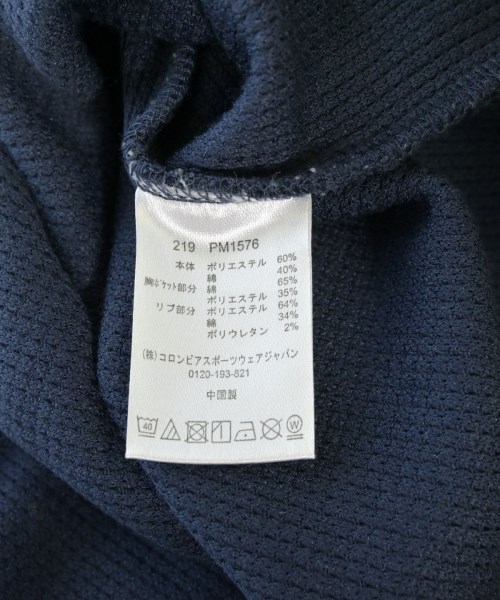 219 PM1576
本体 ポリエステル 60%
綿 40%
胸ポケット部分 綿 65%
ポリエステル 35%
リブ部分 ポリエステル 64%
綿 34%
ポリウレタン 2%
(株)コロンビアスポーツウェアジャパン
0120-193-821
中国製
40
W